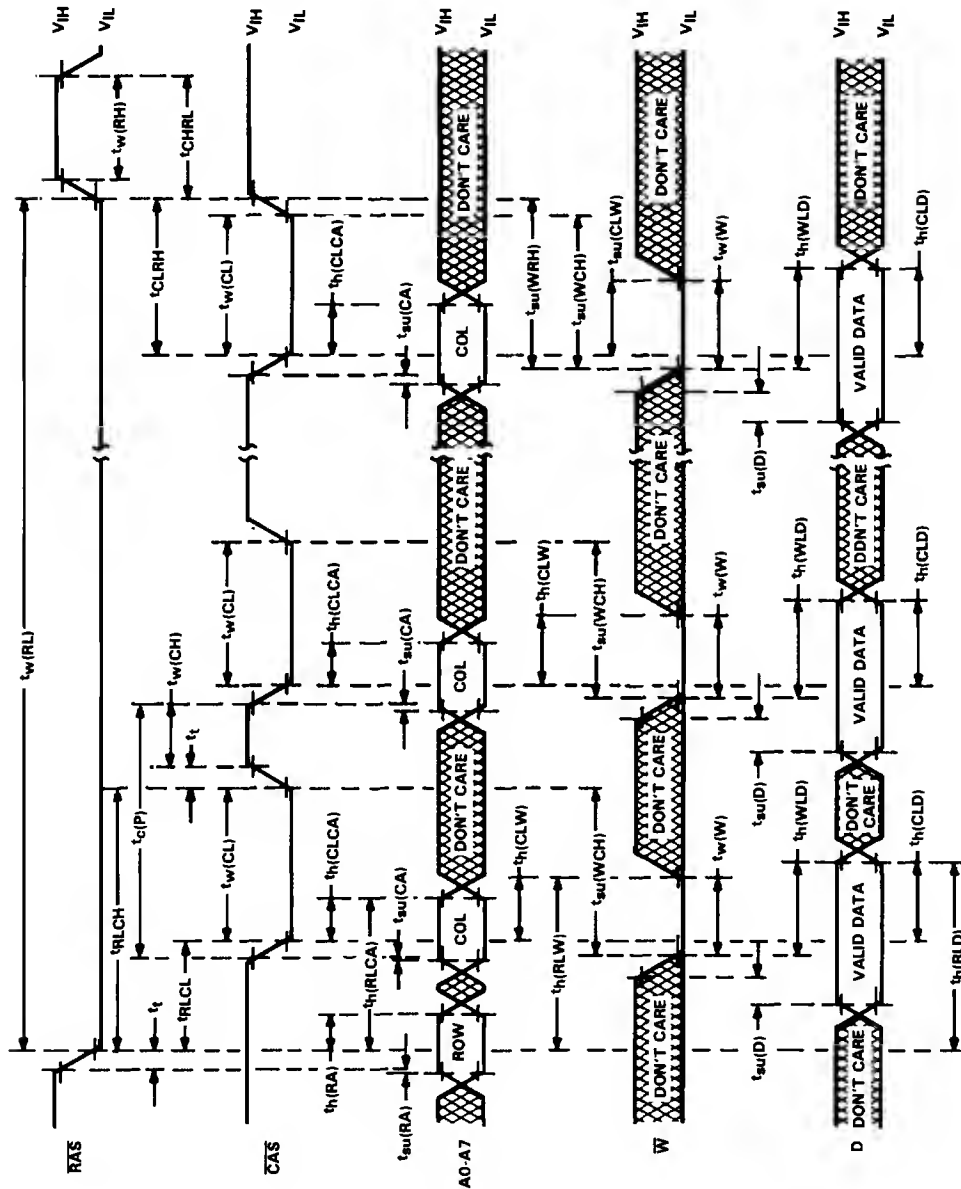 RAS
VIH
VIL
tw(RL)
tRLCH
tt
tRLCL
tc(P)
tw(CH)
tt
tCLRH
tw(RH)
tCHRL
CAS
VIH
VIL
tw(CL)
tw(CL)
tw(CL)
th(RA)
tsu(RA)
th(RLCA)
th(CLCA)
tsu(CA)
th(CLCA)
tsu(CA)
th(CLCA)
tsu(CA)
A0-A7
ROW
COL
DON'T CARE
COL
DON'T CARE
COL
DON'T CARE
VIH
VIL
th(RLW)
th(CLW)
tsu(WCH)
th(CLW)
tsu(WCH)
tsu(WRH)
tsu(WCH)
tsu(CLW)
W
DON'T CARE
DON'T CARE
DON'T CARE
DON'T CARE
VIH
VIL
tw(W)
tw(W)
tw(W)
tsu(D)
th(WLD)
tsu(D)
th(WLD)
tsu(D)
th(WLD)
D
DON'T CARE
VALID DATA
DON'T
CARE
VALID DATA
DON'T CARE
VALID DATA
DON'T CARE
VIH
VIL
th(CLD)
th(CLD)
th(CLD)
th(RLD)